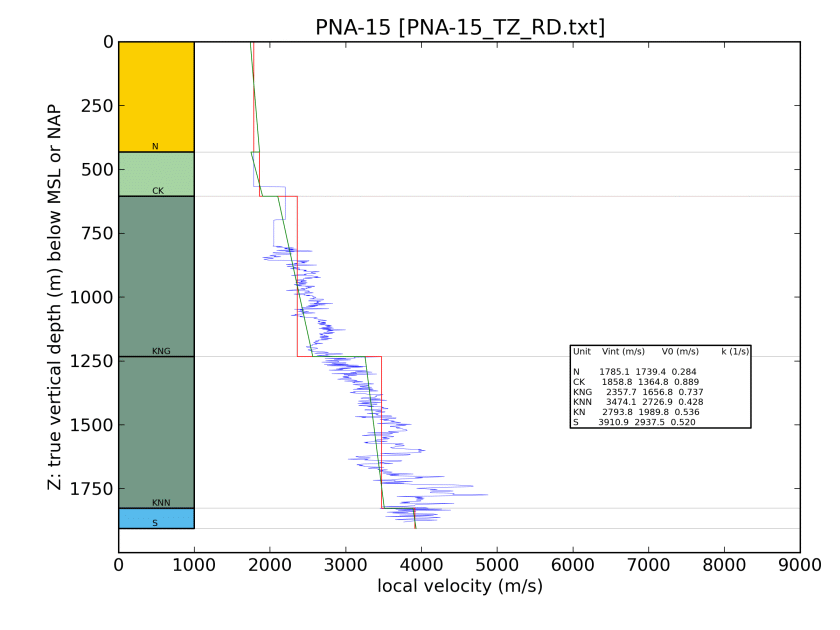 PNA-15 [PNA-15_TZ_RD.txt]
Z: true vertical depth (m) below MSL or NAP
0
250
500
750
1000
1250
1500
1750
N
CK
KNG
KNN
S
Unit Vint (m/s) V0 (m/s) k (1/s)
N 1785.1 1739.4 0.284
CK 1858.8 1364.8 0.889
KNG 2357.7 1656.8 0.737
KNN 3474.1 2726.9 0.428
KN 2793.8 1989.8 0.536
S 3910.9 2937.5 0.520
0 1000 2000 3000 4000 5000 6000 7000 8000 9000
local velocity (m/s)